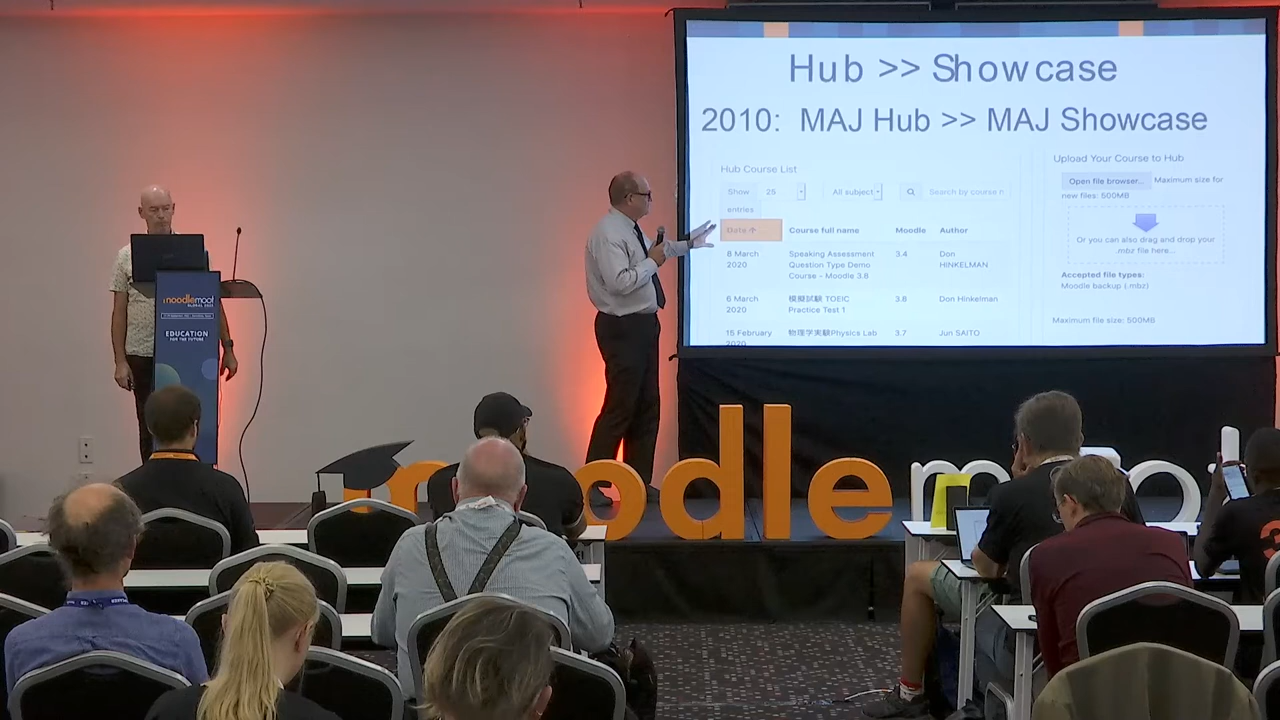 Hub >> Showcase
2010: MAJ Hub >> MAJ Showcase
Hub Course List
Show 25 All subject Search by course n
entries
Date Course full name Moodle Author
8 March 2020 Speaking Assessment Question Type Demo Course - Moodle 3.8 3.4 Don HINKELMAN
6 March 2020 模擬試験 TOEIC Practice Test 1 3.8 Don Hinkelman
15 February 2020 物理学実験Physics Lab 3.7 Jun SAITO
Upload Your Course to Hub
Open file browser... Maximum size for
new files: 500MB
Or you can also drag and drop your
.mbz file here...
Accepted file types:
Moodle backup (.mbz)
Maximum file size: 500MB
moodlemoot
GLOBAL 2022
EDUCATION
FOR THE FUTURE
moodle mo